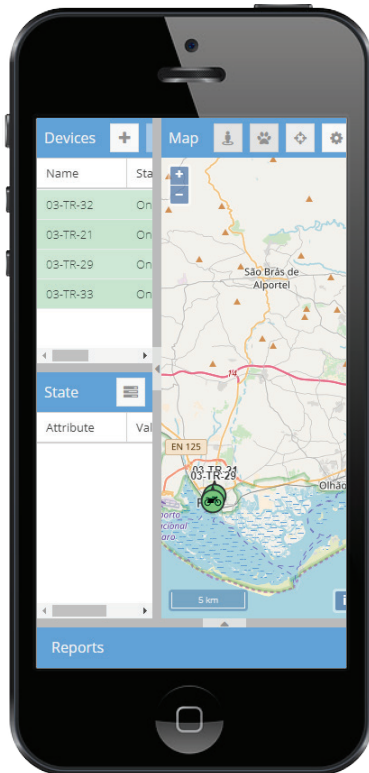 Devices
+
Map
Name
Sta
03-TR-32
On
03-TR-21
On
03-TR-29
On
03-TR-33
On
State
Attribute
Val
+
−
São Brás de
Alportel
14
EN 125
03-TR-21
03-TR-29
Olhão
5 km
i
Reports